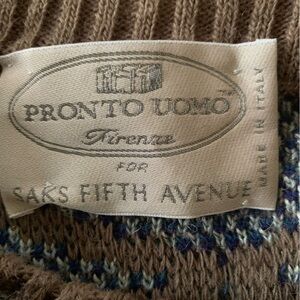 PRONTO UOMO
Firenze
FOR
SAKS FIFTH AVENUE
MADE IN ITALY